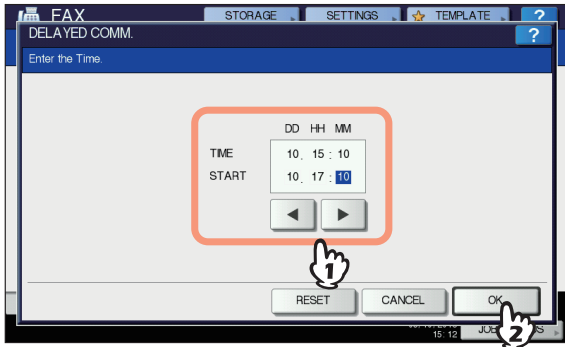 FAX STORAGE SETTINGS TEMPLATE ?
DELAYED COMM. ?
Enter the Time.
DD HH MM
TIME 10. 15 : 10
START 10. 17 : 10
1
RESET CANCEL OK
15: 12
2